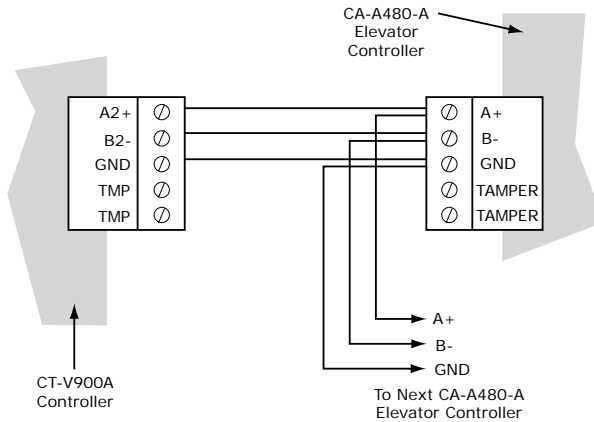 CA-A480-A
Elevator
Controller
A2+
B2-
GND
TMP
TMP
A+
B-
GND
TAMPER
TAMPER
A+
B-
GND
To Next CA-A480-A
Elevator Controller
CT-V900A
Controller